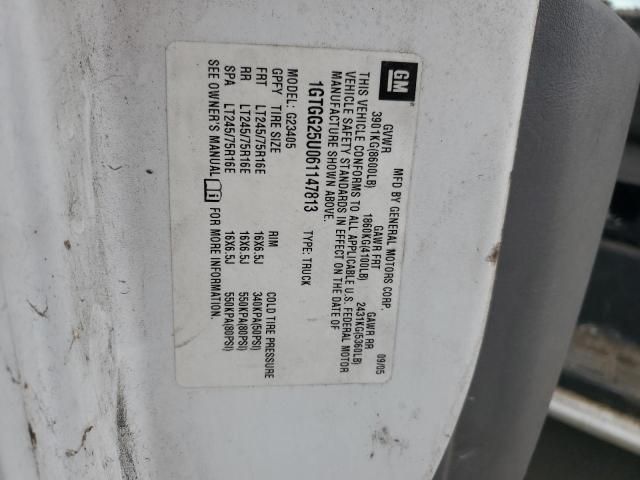 GM
MFD BY GENERAL MOTORS CORP. 09/05
GVWR GAWR FRT GAWR RR
3901KG(8600LB) 1860KG(4100LB) 2431KG(5360LB)
THIS VEHICLE CONFORMS TO ALL APPLICABLE U.S. FEDERAL MOTOR
VEHICLE SAFETY STANDARDS IN EFFECT ON THE DATE OF
MANUFACTURE SHOWN ABOVE.
1GTGG25U061147813 TYPE: TRUCK
MODEL: G23405
GPFY TIRE SIZE RIM COLD TIRE PRESSURE
FRT LT245/75R16E 16X6.5J 340KPA(50PSI)
RR LT245/75R16E 16X6.5J 550KPA(80PSI)
SPA LT245/75R16E 16X6.5J 550KPA(80PSI)
SEE OWNER'S MANUAL FOR MORE INFORMATION.